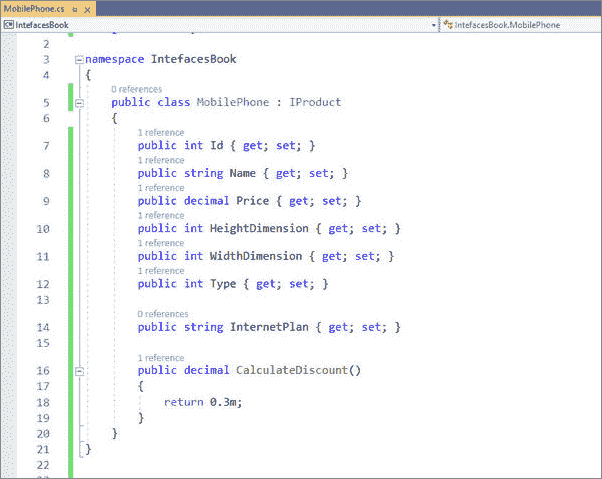 MobilePhone.cs
IntefacesBook IntefacesBook.MobilePhone
2
3 namespace IntefacesBook
4 {
0 references
5 public class MobilePhone : IProduct
6 {
1 reference
7 public int Id { get; set; }
1 reference
8 public string Name { get; set; }
1 reference
9 public decimal Price { get; set; }
1 reference
10 public int HeightDimension { get; set; }
1 reference
11 public int WidthDimension { get; set; }
1 reference
12 public int Type { get; set; }
13
0 references
14 public string InternetPlan { get; set; }
15
1 reference
16 public decimal CalculateDiscount()
17 {
18 return 0.3m;
19 }
20 }
21 }
22